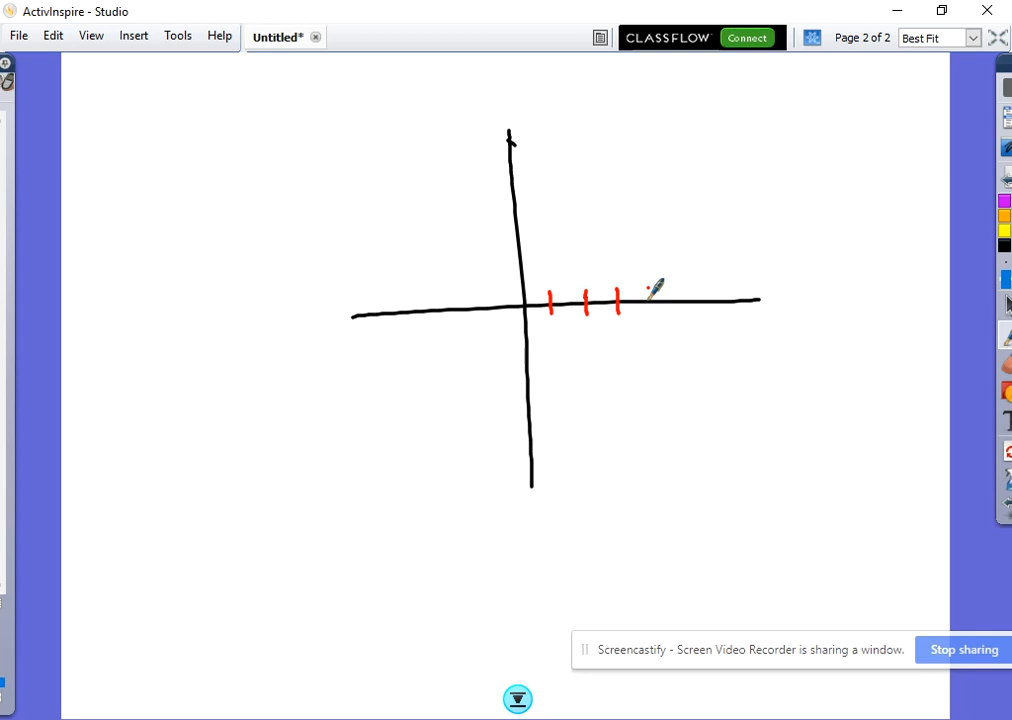 ActivInspire - Studio
File Edit View Insert Tools Help Untitled* CLASSFLOW Connect Page 2 of 2 Best Fit
T
Screencastify - Screen Video Recorder is sharing a window. Stop sharing